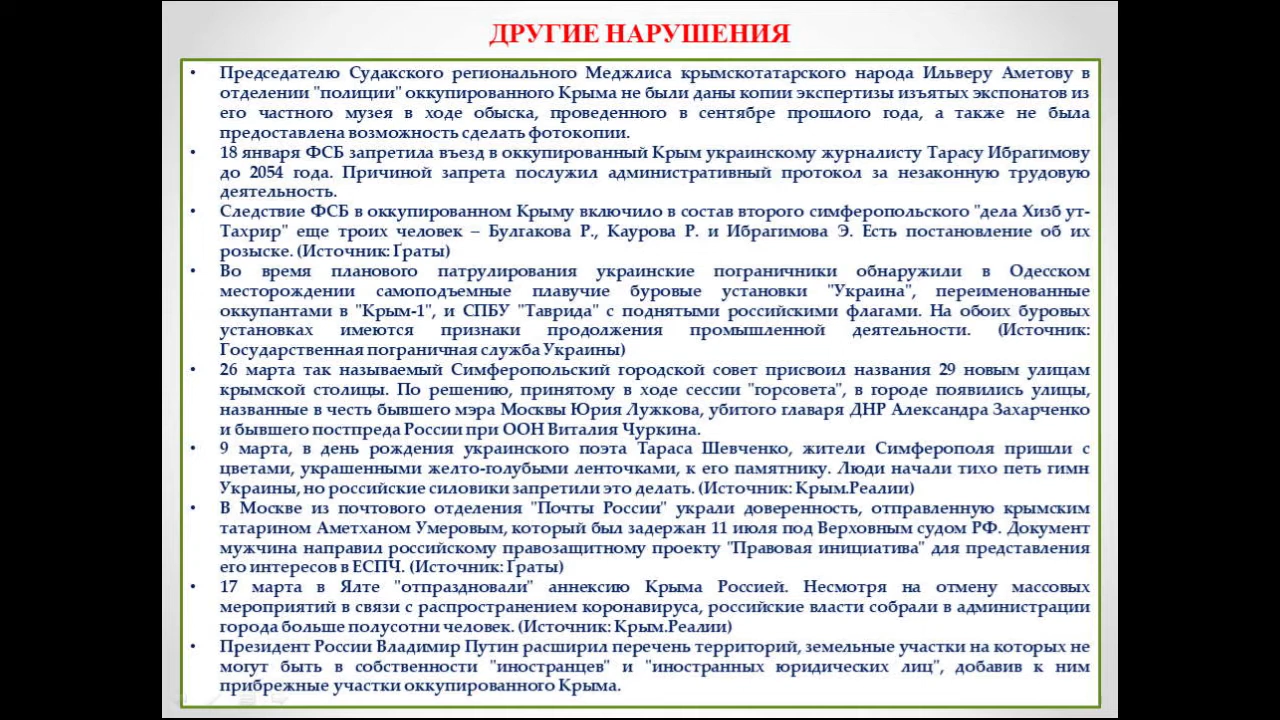 ДРУГИЕ НАРУШЕНИЯ
• Председателю Судакского регионального Меджлиса крымскотатарского народа Ильверу Аметову в
отделении "полиции" оккупированного Крыма не были даны копии экспертизы изъятых экспонатов из
его частного музея в ходе обыска, проведенного в сентябре прошлого года, а также не была
предоставлена возможность сделать фотокопии.
• 18 января ФСБ запретила въезд в оккупированный Крым украинскому журналисту Тарасу Ибрагимову
до 2054 года. Причиной запрета послужил административный протокол за незаконную трудовую
деятельность.
• Следствие ФСБ в оккупированном Крыму включило в состав второго симферопольского "дела Хизб ут-
Тахрир" еще троих человек – Булгакова Р., Каурова Р. и Ибрагимова Э. Есть постановление об их
розыске. (Источник: Ґраты)
• Во время планового патрулирования украинские пограничники обнаружили в Одесском
месторождении самоподъемные плавучие буровые установки "Украина", переименованные
оккупантами в "Крым-1", и СПБУ "Таврида" с поднятыми российскими флагами. На обоих буровых
установках имеются признаки продолжения промышленной деятельности. (Источник:
Государственная пограничная служба Украины)
• 26 марта так называемый Симферопольский городской совет присвоил названия 29 новым улицам
крымской столицы. По решению, принятому в ходе сессии "горсовета", в городе появились улицы,
названные в честь бывшего мэра Москвы Юрия Лужкова, убитого главаря ДНР Александра Захарченко
и бывшего постпреда России при ООН Виталия Чуркина.
• 9 марта, в день рождения украинского поэта Тараса Шевченко, жители Симферополя пришли с
цветами, украшенными желто-голубыми ленточками, к его памятнику. Люди начали тихо петь гимн
Украины, но российские силовики запретили это делать. (Источник: Крым.Реалии)
• В Москве из почтового отделения "Почты России" украли доверенность, отправленную крымским
татарином Аметханом Умеровым, который был задержан 11 июля под Верховным судом РФ. Документ
мужчина направил российскому правозащитному проекту "Правовая инициатива" для представления
его интересов в ЕСПЧ. (Источник: Ґраты)
• 17 марта в Ялте "отпраздновали" аннексию Крыма Россией. Несмотря на отмену массовых
мероприятий в связи с распространением коронавируса, российские власти собрали в администрации
города больше полусотни человек. (Источник: Крым.Реалии)
• Президент России Владимир Путин расширил перечень территорий, земельные участки на которых не
могут быть в собственности "иностранцев" и "иностранных юридических лиц", добавив к ним
прибрежные участки оккупированного Крыма.